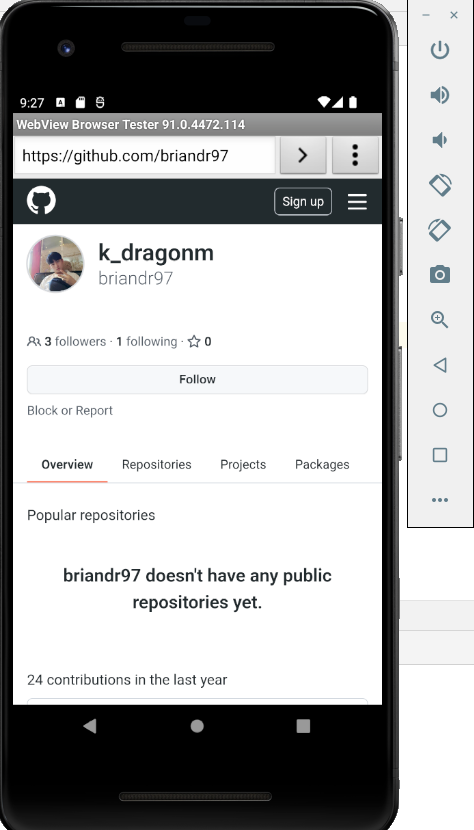 9:27
WebView Browser Tester 91.0.4472.114
https://github.com/briandr97
Sign up
k_dragonm
briandr97
3 followers · 1 following · 0
Follow
Block or Report
Overview Repositories Projects Packages
Popular repositories
briandr97 doesn't have any public
repositories yet.
24 contributions in the last year